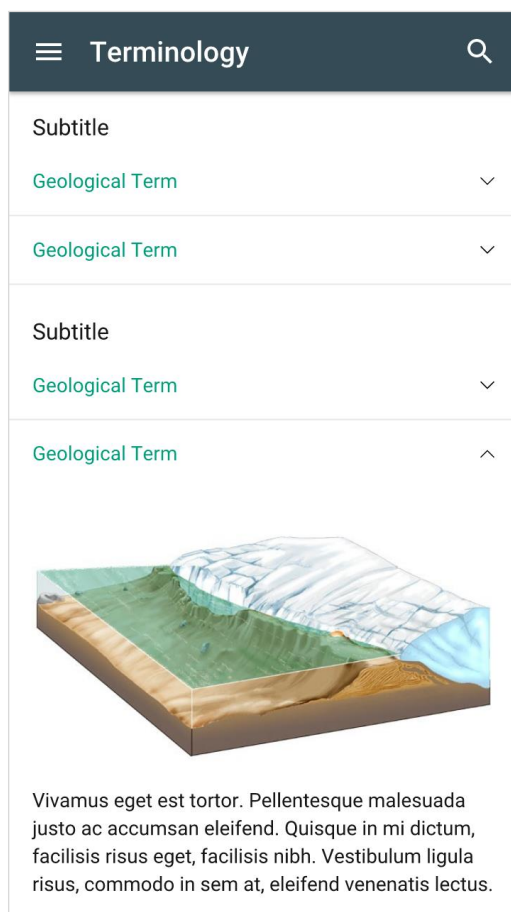 Terminology
Subtitle
Geological Term
Geological Term
Subtitle
Geological Term
Geological Term
Vivamus eget est tortor. Pellentesque malesuada
justo ac accumsan eleifend. Quisque in mi dictum,
facilisis risus eget, facilisis nibh. Vestibulum ligula
risus, commodo in sem at, eleifend venenatis lectus.